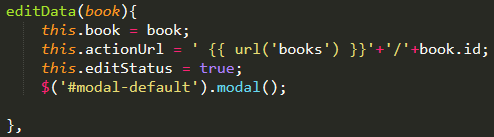 editData(book){
this.book = book;
this.actionUrl = ' {{ url('books') }}'+'/'+book.id;
this.editStatus = true;
$('#modal-default').modal();
},